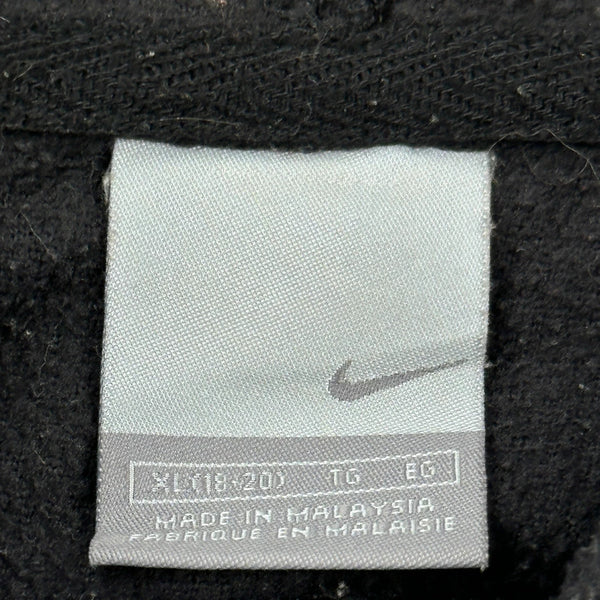 XL(18-20) TG EG
MADE IN MALAYSIA
FABRIQUE EN MALAISIE